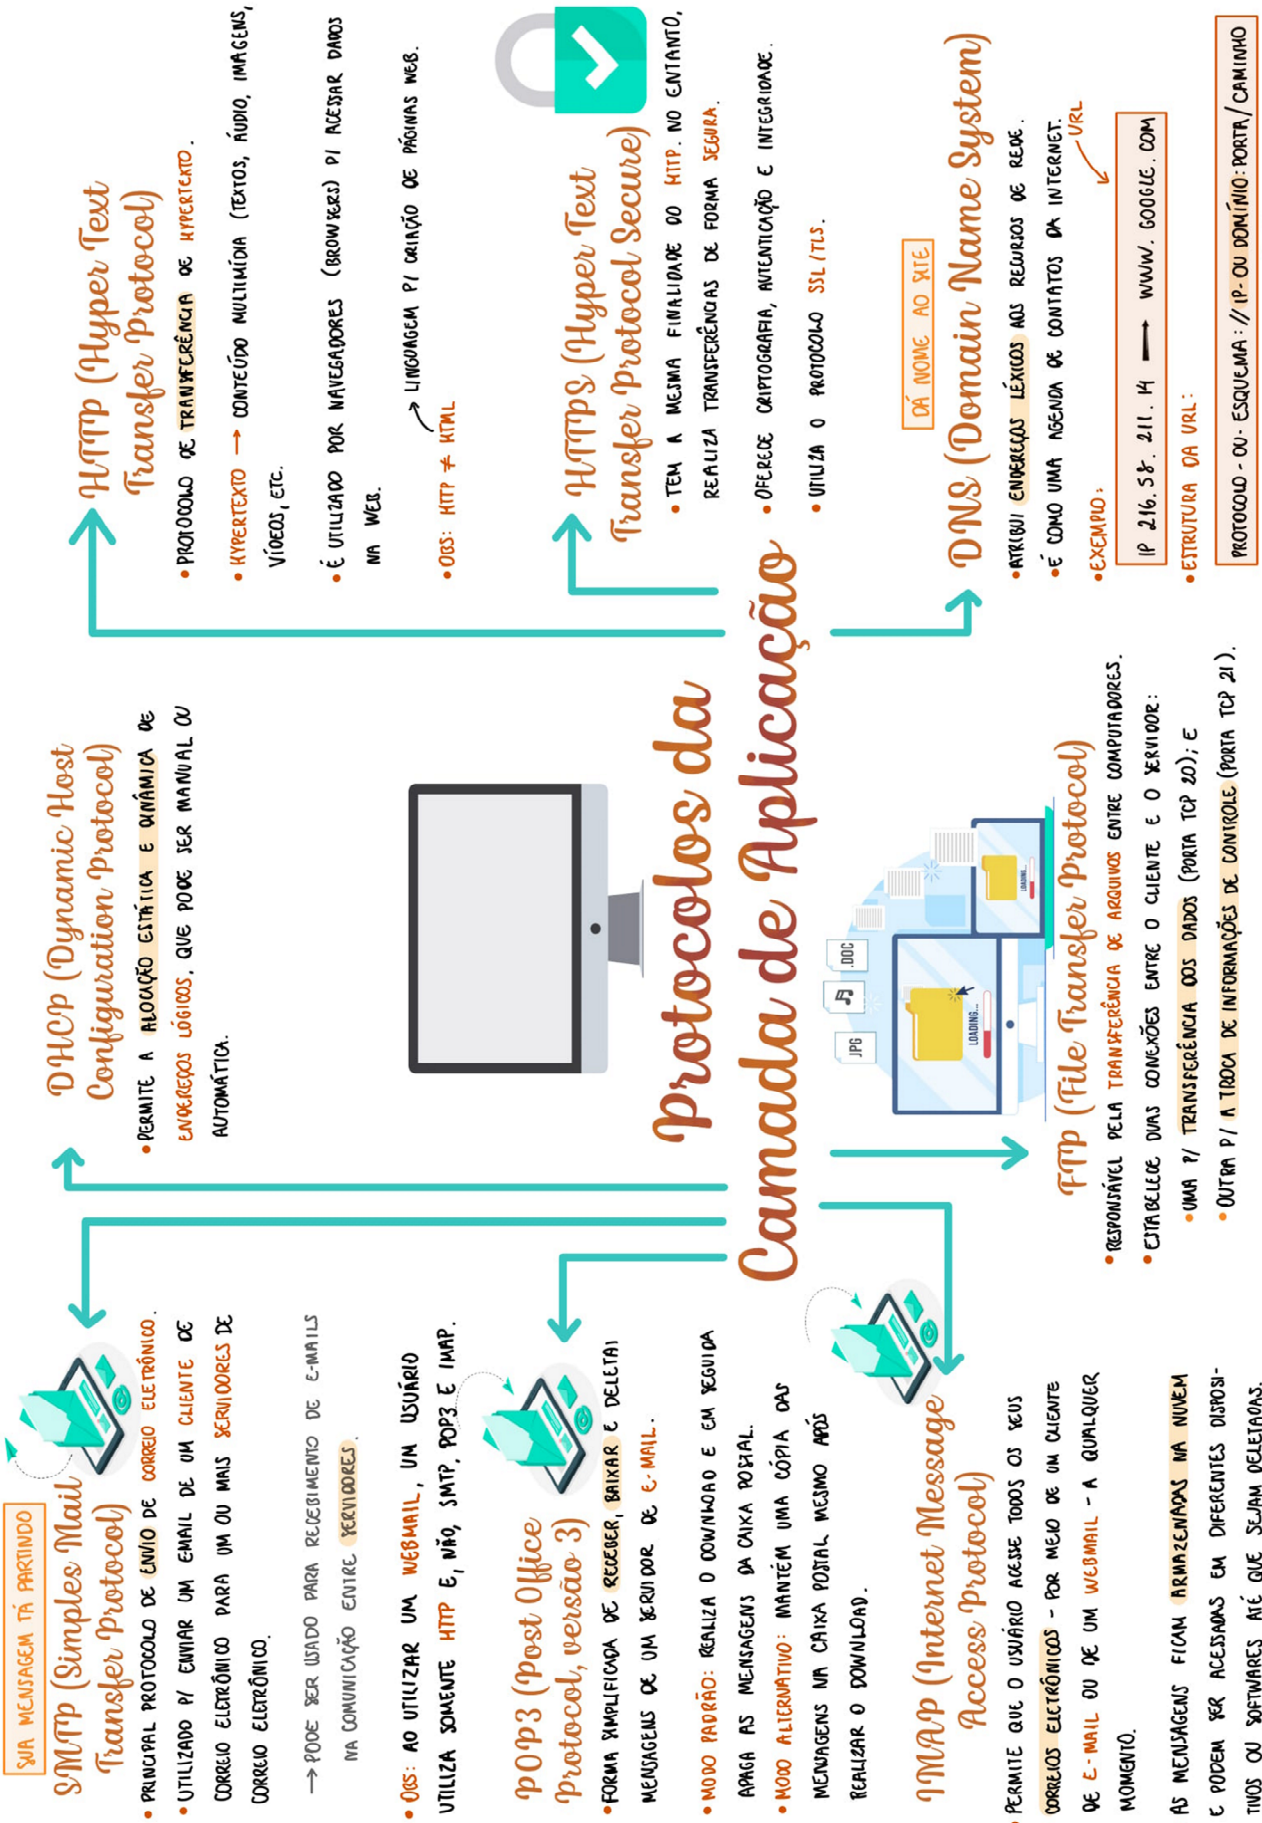 SUA MENSAGEM TÁ PARTINDO
SMTP (Simples Mail
Transfer Protocol)
• PRINCIPAL PROTOCOLO DE ENVIO DE CORREIO ELETRÔNICO.
• UTILIZADO P/ ENVIAR UM EMAIL DE UM CLIENTE DE
CORREIO ELETRÔNICO PARA UM OU MAIS SERVIDORES DE
CORREIO ELETRÔNICO.
→ PODE SER USADO PARA RECEBIMENTO DE E-MAILS
NA COMUNICAÇÃO ENTRE SERVIDORES.
• OBS: AO UTILIZAR UM WEBMAIL, UM USUÁRIO
UTILIZA SOMENTE HTTP E, NÃO, SMTP, POP3 E IMAP.
POP3 (Post Office
Protocol, versão 3)
• FORMA SIMPLIFICADA DE RECEBER, BAIXAR E DELETAR
MENSAGENS DE UM SERVIDOR DE E-MAIL.
• MODO PADRÃO: REALIZA O DOWNLOAD E EM SEGUIDA
APAGA AS MENSAGENS DA CAIXA POSTAL.
• MODO ALTERNATIVO: MANTÉM UMA CÓPIA DAS
MENSAGENS NA CAIXA POSTAL MESMO APÓS
REALIZAR O DOWNLOAD.
IMAP (Internet Message
Access Protocol)
• PERMITE QUE O USUÁRIO ACESSE TODOS OS SEUS
CORREIOS ELETRÔNICOS - POR MEIO DE UM CLIENTE
DE E-MAIL OU DE UM WEBMAIL - A QUALQUER
MOMENTO.
AS MENSAGENS FICAM ARMAZENADAS NA NUVEM
E PODEM SER ACESSADAS EM DIFERENTES DISPOSI-
TIVOS OU SOFTWARES ATÉ QUE SEJAM DELETADAS.
DHCP (Dynamic Host
Configuration Protocol)
• PERMITE A ALOCAÇÃO ESTÁTICA E DINÂMICA DE
ENDEREÇOS LÓGICOS, QUE PODE SER MANUAL OU
AUTOMÁTICA.
Protocolos da
Camada de Aplicação
JPG
.DOC
LOADING...
LOADING...
FTP (File Transfer Protocol)
• RESPONSÁVEL PELA TRANSFERÊNCIA DE ARQUIVOS ENTRE COMPUTADORES.
• ESTABELECE DUAS CONEXÕES ENTRE O CLIENTE E O SERVIDOR:
• UMA P/ TRANSFERÊNCIA DOS DADOS (PORTA TCP 20); E
• OUTRA P/ A TROCA DE INFORMAÇÕES DE CONTROLE (PORTA TCP 21).
HTTP (Hyper Text
Transfer Protocol)
• PROTOCOLO DE TRANSFERÊNCIA DE HYPERTEXTO.
• HYPERTEXTO → CONTEÚDO MULTIMÍDIA (TEXTOS, ÁUDIO, IMAGENS,
VÍDEOS, ETC.
• É UTILIZADO POR NAVEGADORES (BROWSERS) P/ ACESSAR DADOS
NA WEB.
→ LINGUAGEM P/ CRIAÇÃO DE PÁGINAS WEB.
• OBS: HTTP ≠ HTML
HTTPS (Hyper Text
Transfer Protocol Secure)
• TEM A MESMA FINALIDADE DO HTTP. NO ENTANTO,
REALIZA TRANSFERÊNCIAS DE FORMA SEGURA.
• OFERECE CRIPTOGRAFIA, AUTENTICAÇÃO E INTEGRIDADE.
• UTILIZA O PROTOCOLO SSL/TLS.
DÁ NOME AO SITE
DNS (Domain Name System)
• ATRIBUI ENDEREÇOS LÉXICOS AOS RECURSOS DE REDE.
• É COMO UMA AGENDA DE CONTATOS DA INTERNET.
• EXEMPLO:
URL
IP 216.58.211.14 → WWW.GOOGLE.COM
• ESTRUTURA DA URL:
PROTOCOLO - OU - ESQUEMA: // IP - OU DOMÍNIO: PORTA/CAMINHO